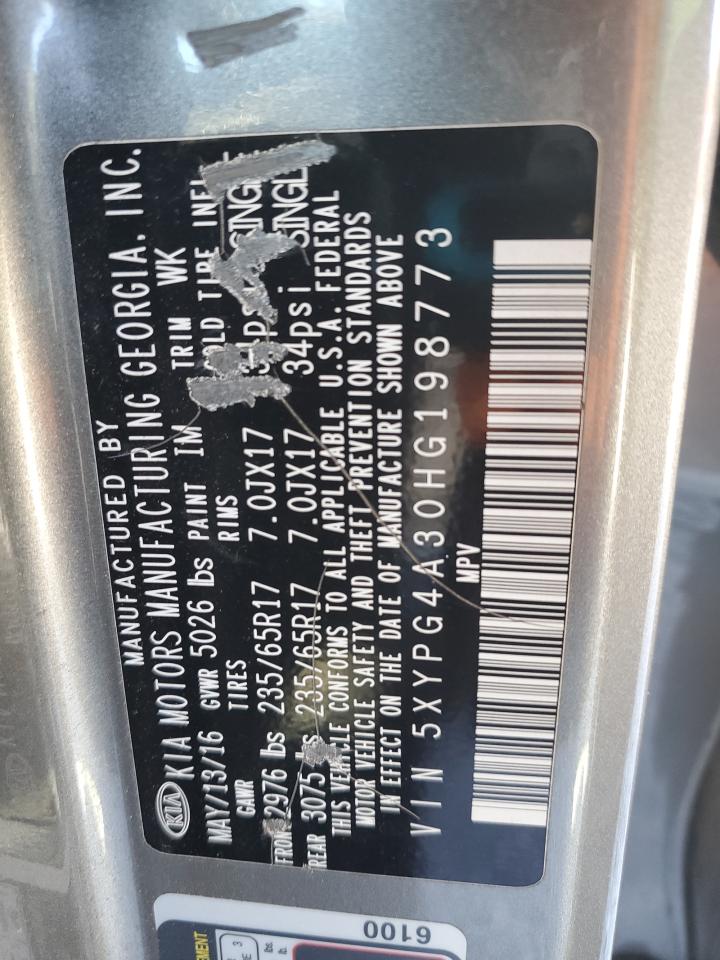 MANUFACTURED BY
KIA KIA MOTORS MANUFACTURING GEORGIA, INC.
MAY/13/16 GVWR 5026 lbs PAINT IM TRIM WK
GAWR TIRES RIMS COLD TIRE
2976 lbs 235/65R17 7.0JX17
REAR 3075 lbs 235/65R17 7.0JX17 34psi SINGLE
THIS VEHICLE CONFORMS TO ALL APPLICABLE U.S.A. FEDERAL
MOTOR VEHICLE SAFETY AND THEFT PREVENTION STANDARDS
IN EFFECT ON THE DATE OF MANUFACTURE SHOWN ABOVE
VIN 5XYPG4A30HG198773
MPV
6100